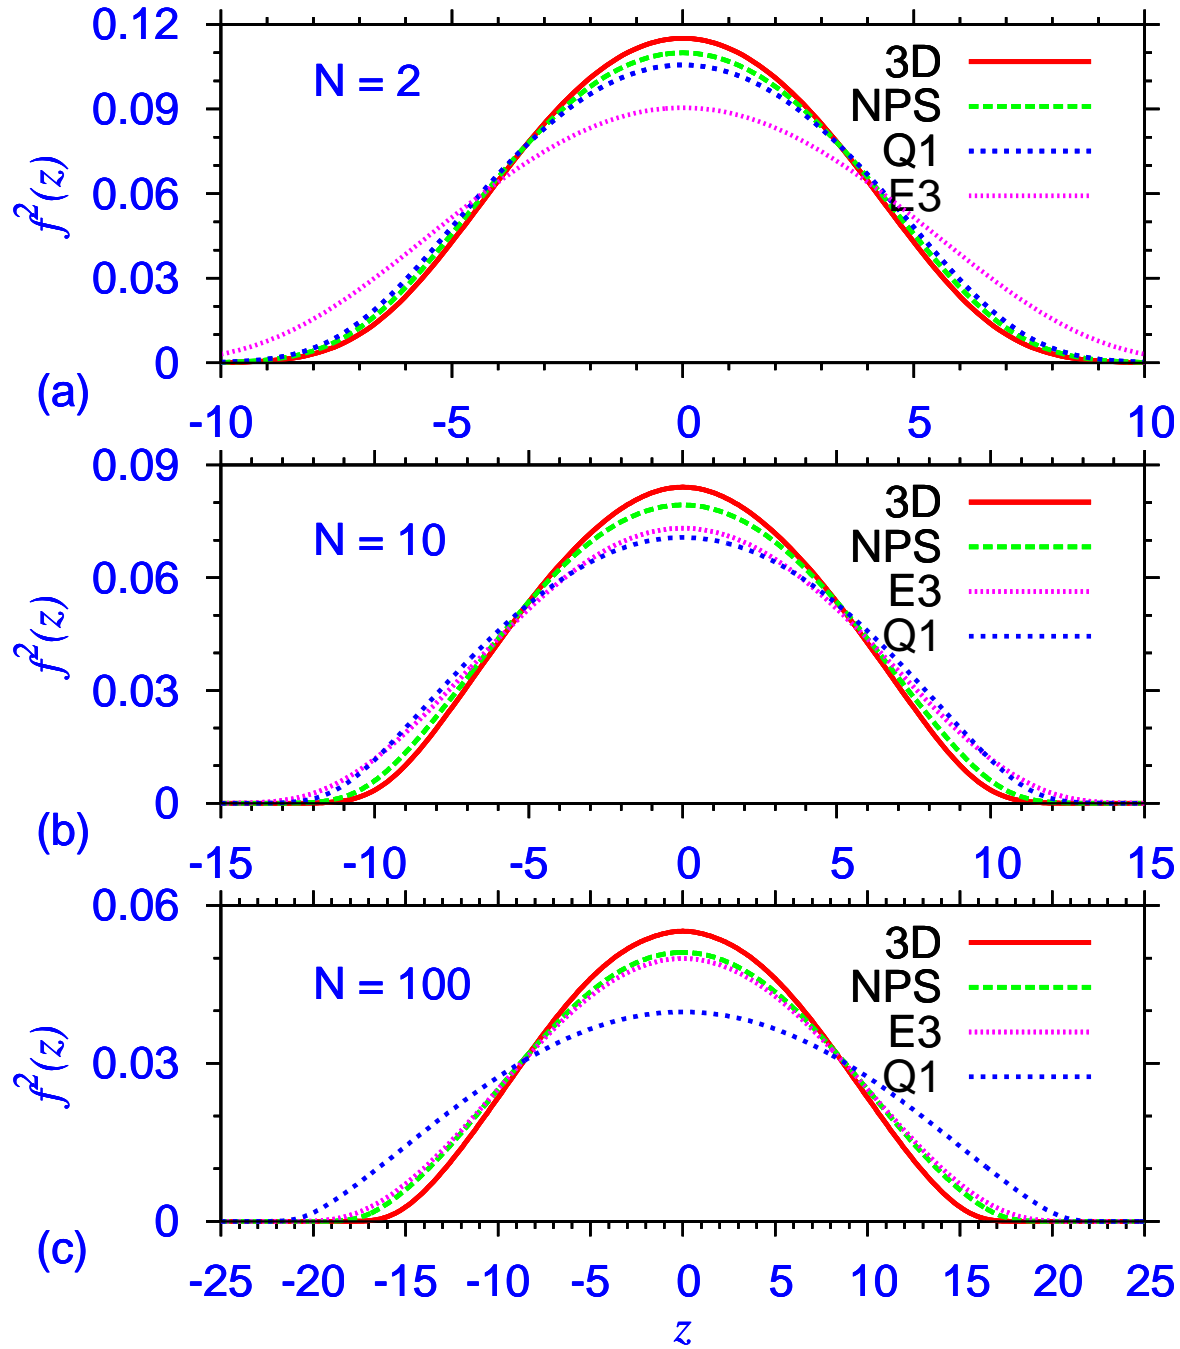 0.12
N = 2
3D
NPS
0.09
Q1
f²(z)
0.06
E3
0.03
0
(a)
-10 -5 0 5 10
0.09
3D
N = 10
NPS
0.06
E3
f²(z)
Q1
0.03
0
(b)
-15 -10 -5 0 5 10 15
0.06
3D
N = 100
NPS
E3
f²(z)
0.03
Q1
0
(c)
-25 -20 -15 -10 -5 0 5 10 15 20 25
z